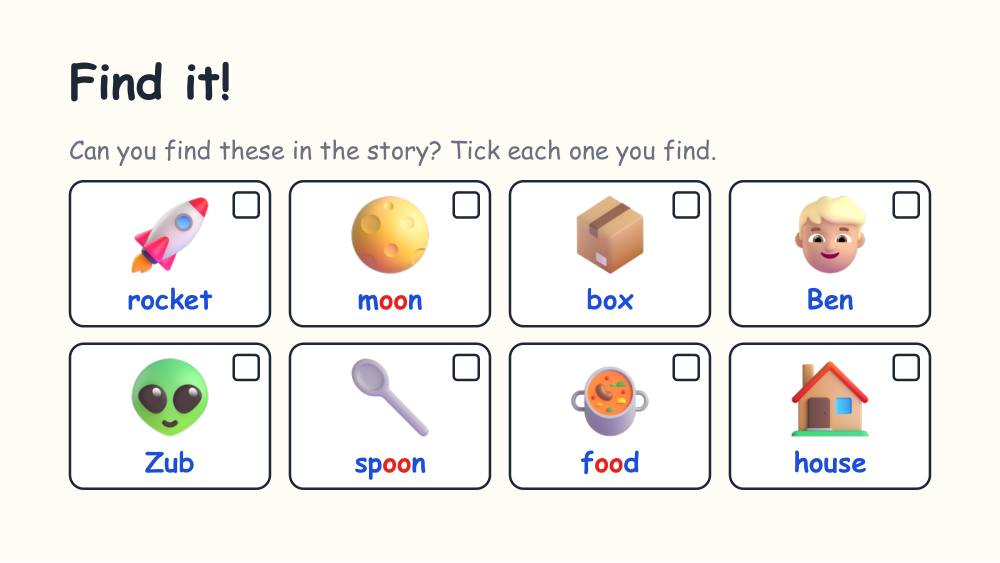 Find it!
Can you find these in the story? Tick each one you find.
rocket
moon
box
Ben
Zub
spoon
food
house